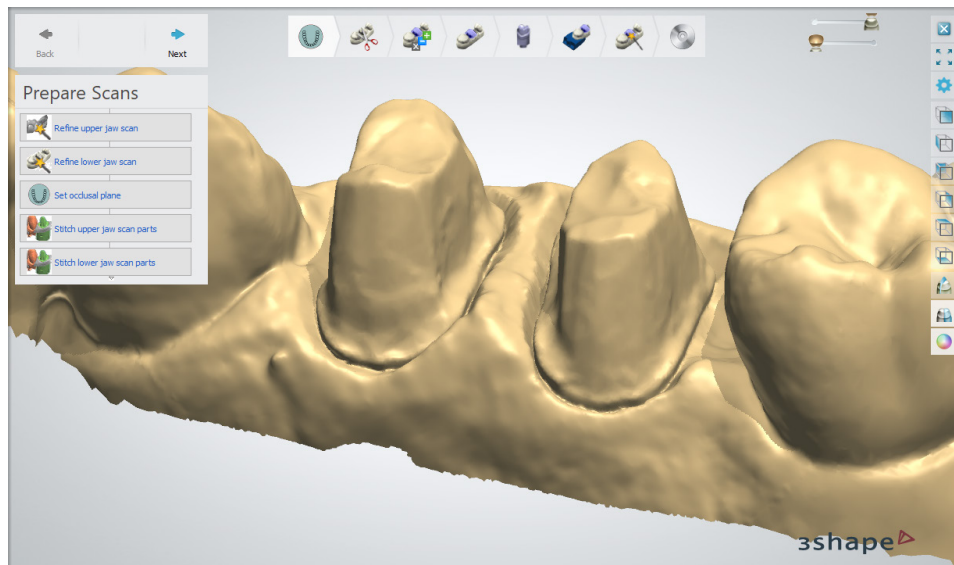 Back
Next
Prepare Scans
Refine upper jaw scan
Refine lower jaw scan
Set occlusal plane
Stitch upper jaw scan parts
Stitch lower jaw scan parts
3shape